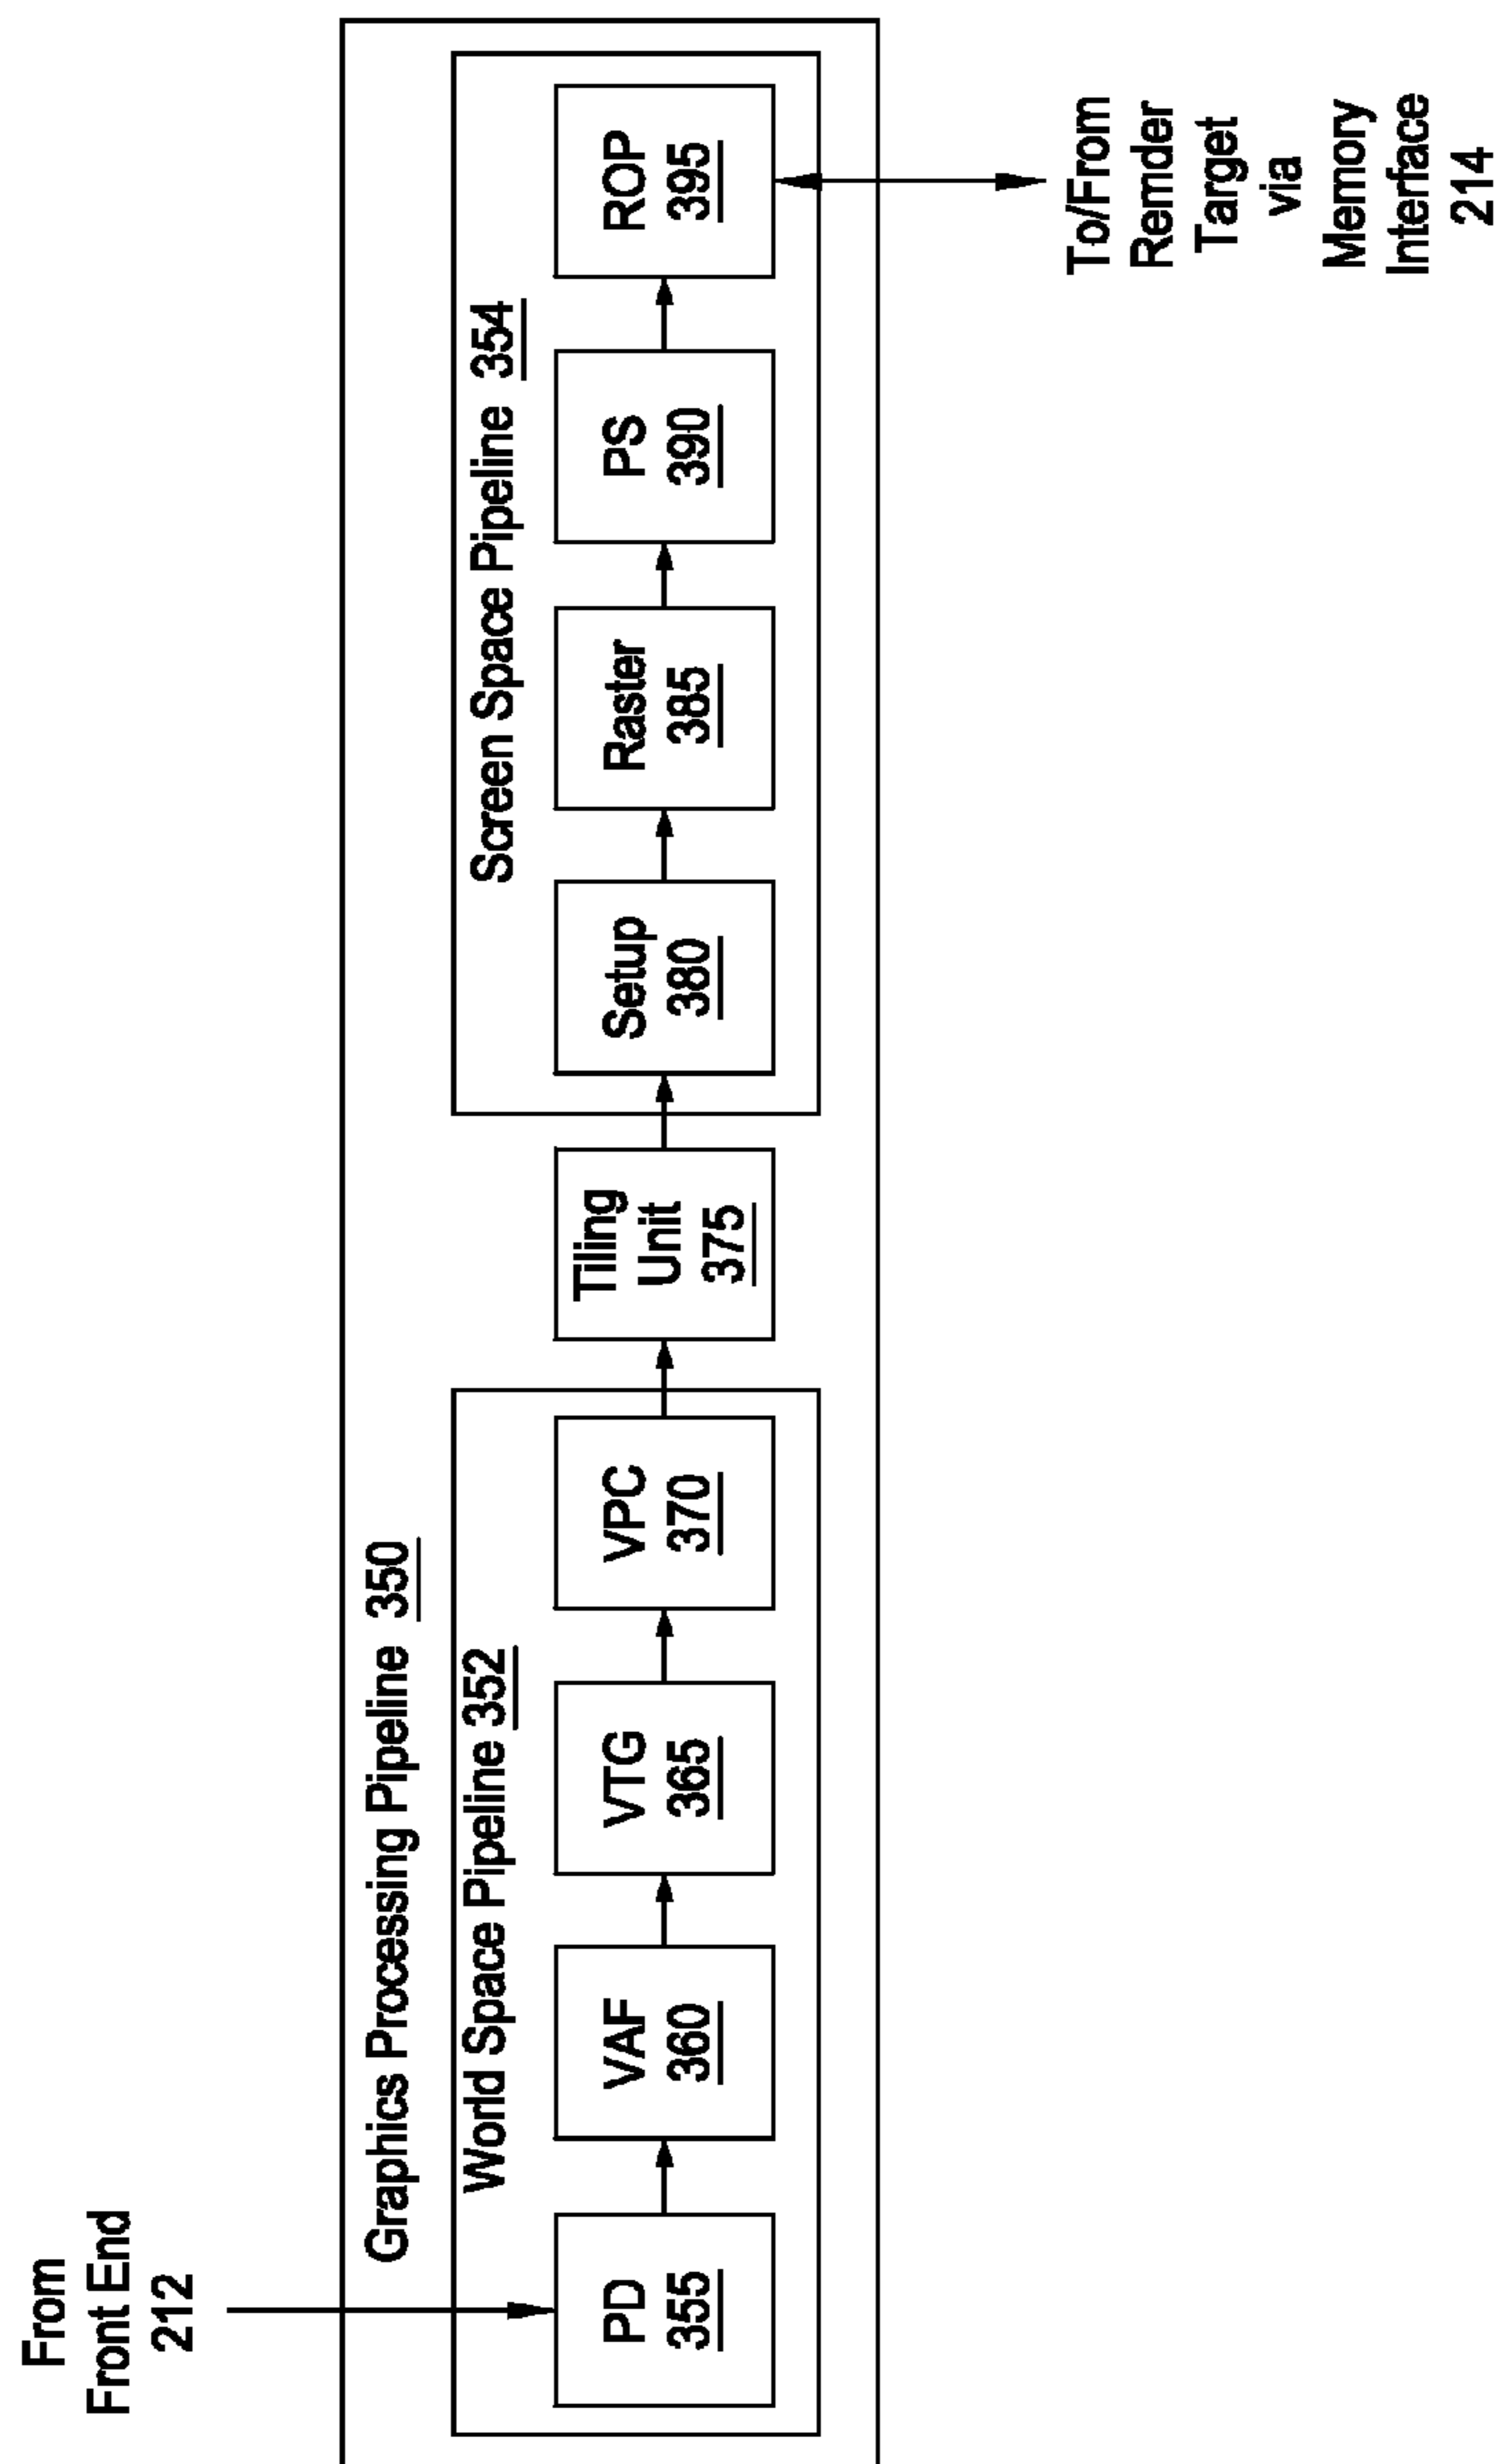 From
Front End
212
Graphics Processing Pipeline 350
World Space Pipeline 352
PD
355
VAF
360
VTG
365
VPC
370
Tiling
Unit
375
Screen Space Pipeline 354
Setup
380
Raster
385
PS
390
ROP
395
To/From
Remder
Target
via
Memory
Interface
214